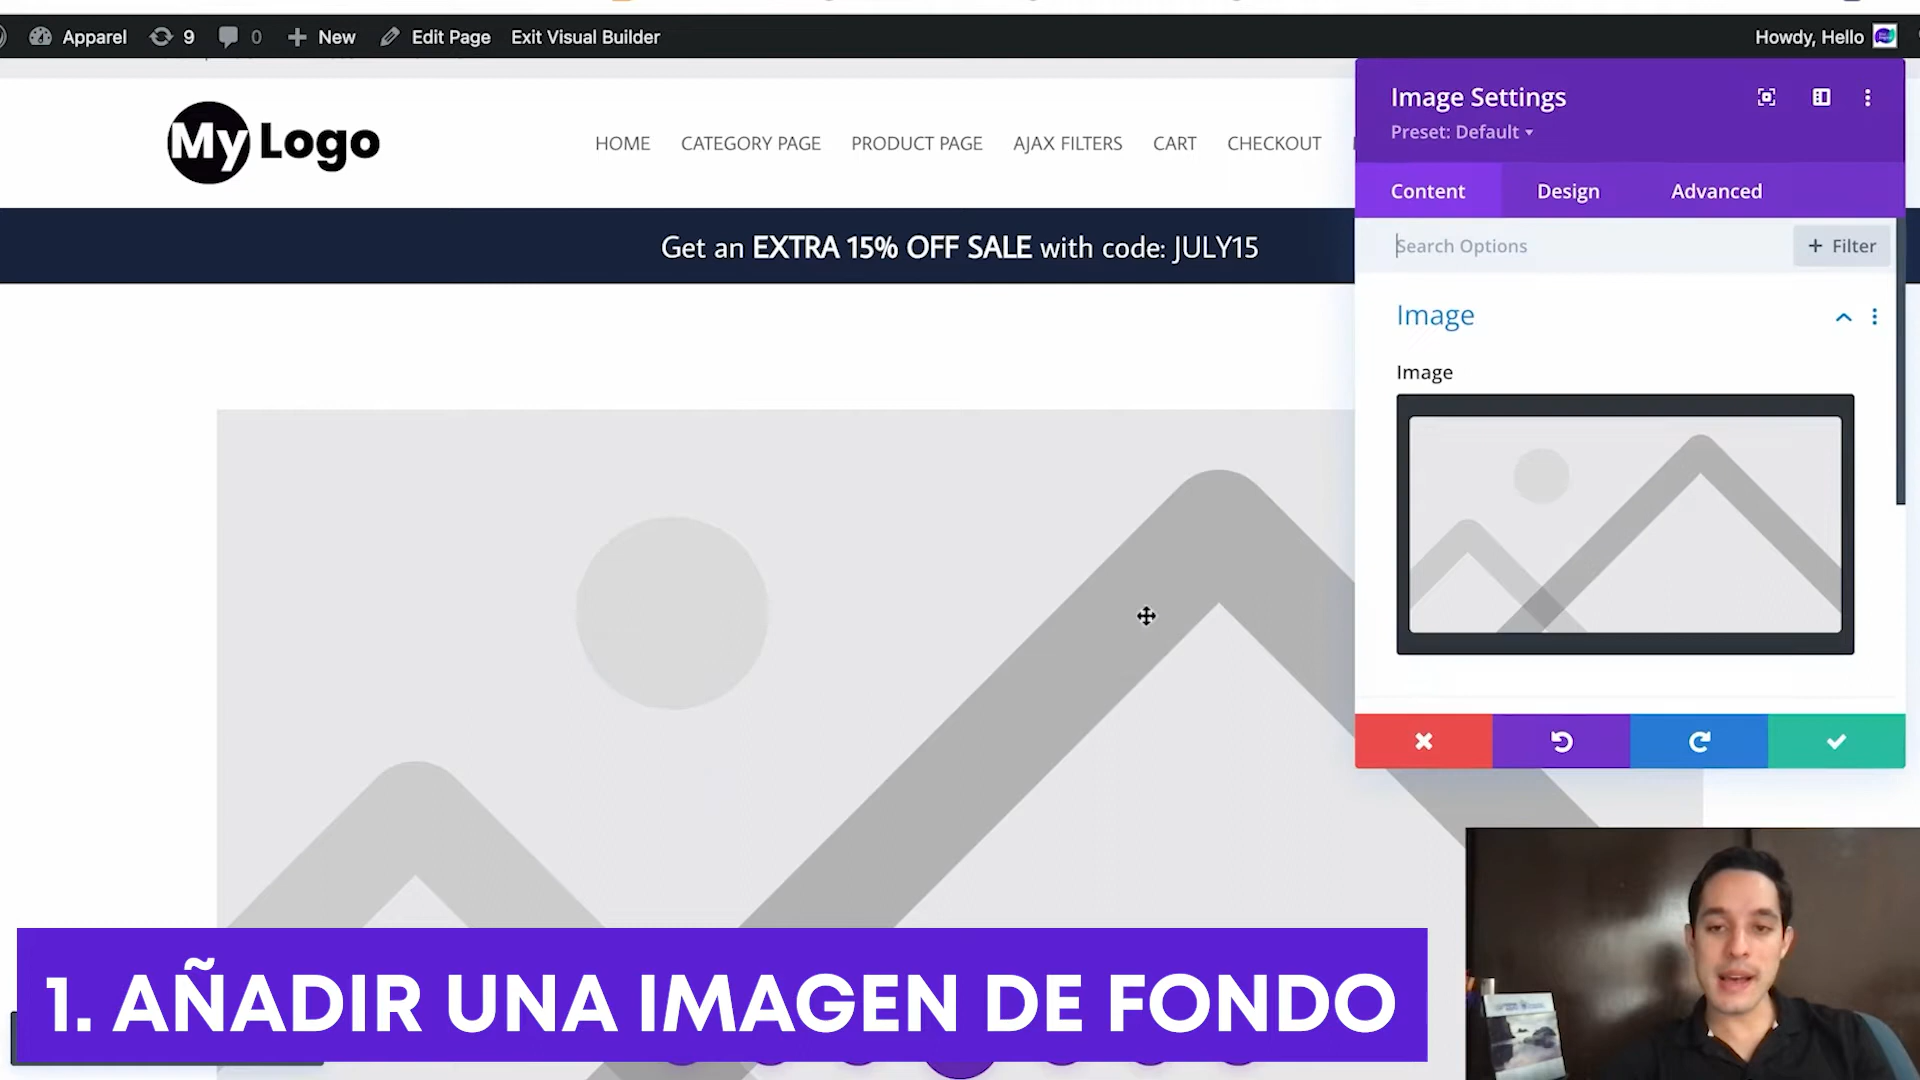 Apparel 9 0 New Edit Page Exit Visual Builder Howdy, Hello
My Logo
HOME CATEGORY PAGE PRODUCT PAGE AJAX FILTERS CART CHECKOUT
Get an EXTRA 15% OFF SALE with code: JULY15
Image Settings
Preset: Default
Content Design Advanced
Search Options
+ Filter
Image
Image
1. AÑADIR UNA IMAGEN DE FONDO